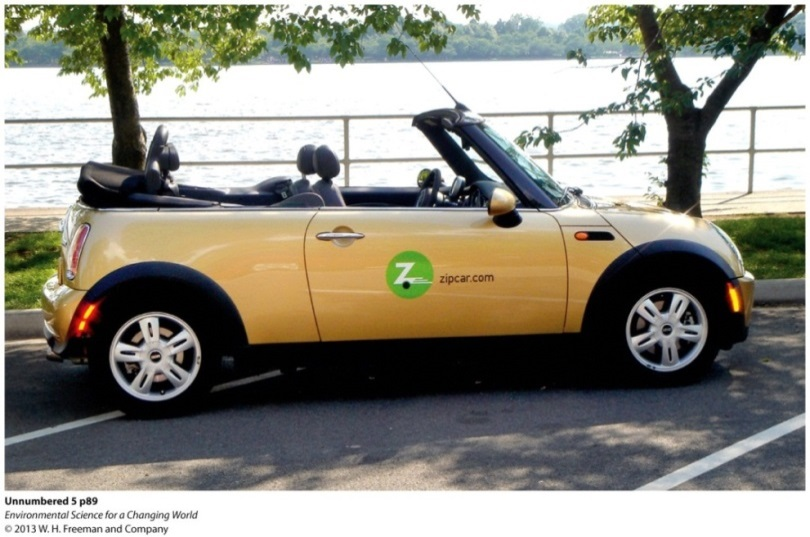 Z zipcar.com
Unnumbered 5 p89
Environmental Science for a Changing World
© 2013 W. H. Freeman and Company